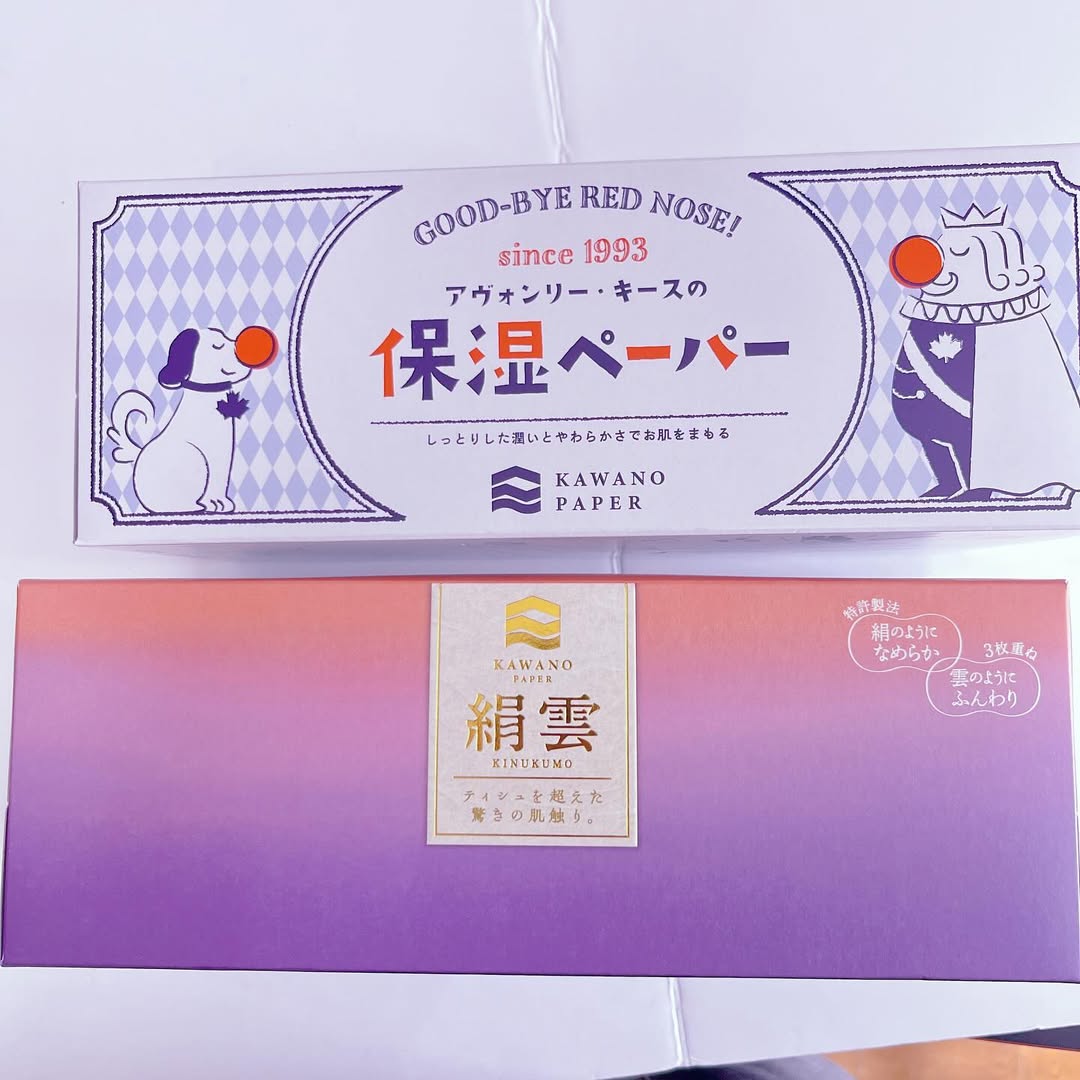 GOOD-BYE RED NOSE!
since 1993
アヴォンリー・キースの
保湿ペーパー
しっとりした潤いとやわらかさでお肌をまもる
KAWANO
PAPER
KAWANO
PAPER
絹雲
KINUKUMO
ティシュを超えた
驚きの肌触り。
特許製法
絹のように
なめらか
3枚重ね
雲のように
ふんわり